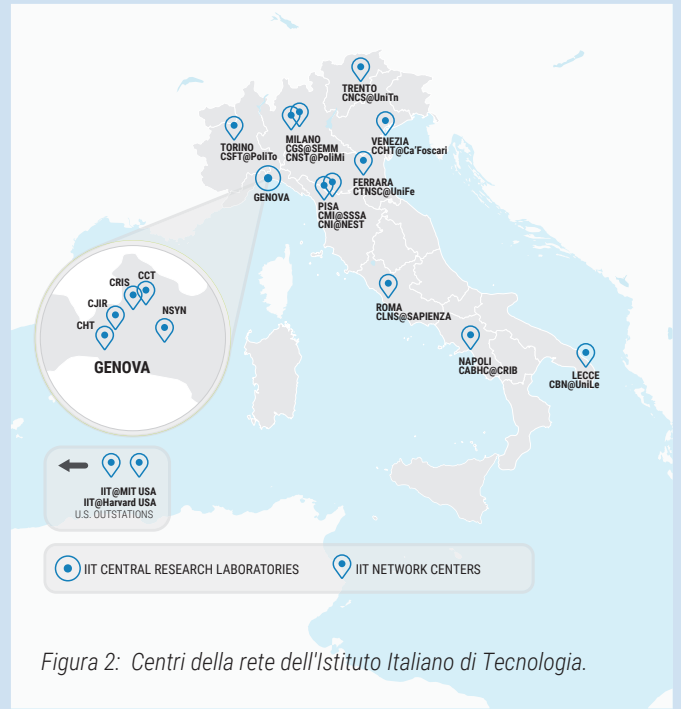 TRENTO
CNCS@UniTn
TORINO
CSFT@PoliTo
MILANO
CGS@SEMM
CNST@PoliMi
VENEZIA
CCHT@Ca'Foscari
FERRARA
CTNSC@UniFe
GENOVA
PISA
CMI@SSSA
CNI@NEST
CRIS
CCT
CJIR
NSYN
CHT
GENOVA
ROMA
CLNS@SAPIENZA
NAPOLI
CABHC@CRIB
LECCE
CBN@UniLe
IIT@MIT USA
IIT@Harvard USA
U.S. OUTSTATIONS
IIT CENTRAL RESEARCH LABORATORIES
IIT NETWORK CENTERS
Figura 2: Centri della rete dell'Istituto Italiano di Tecnologia.